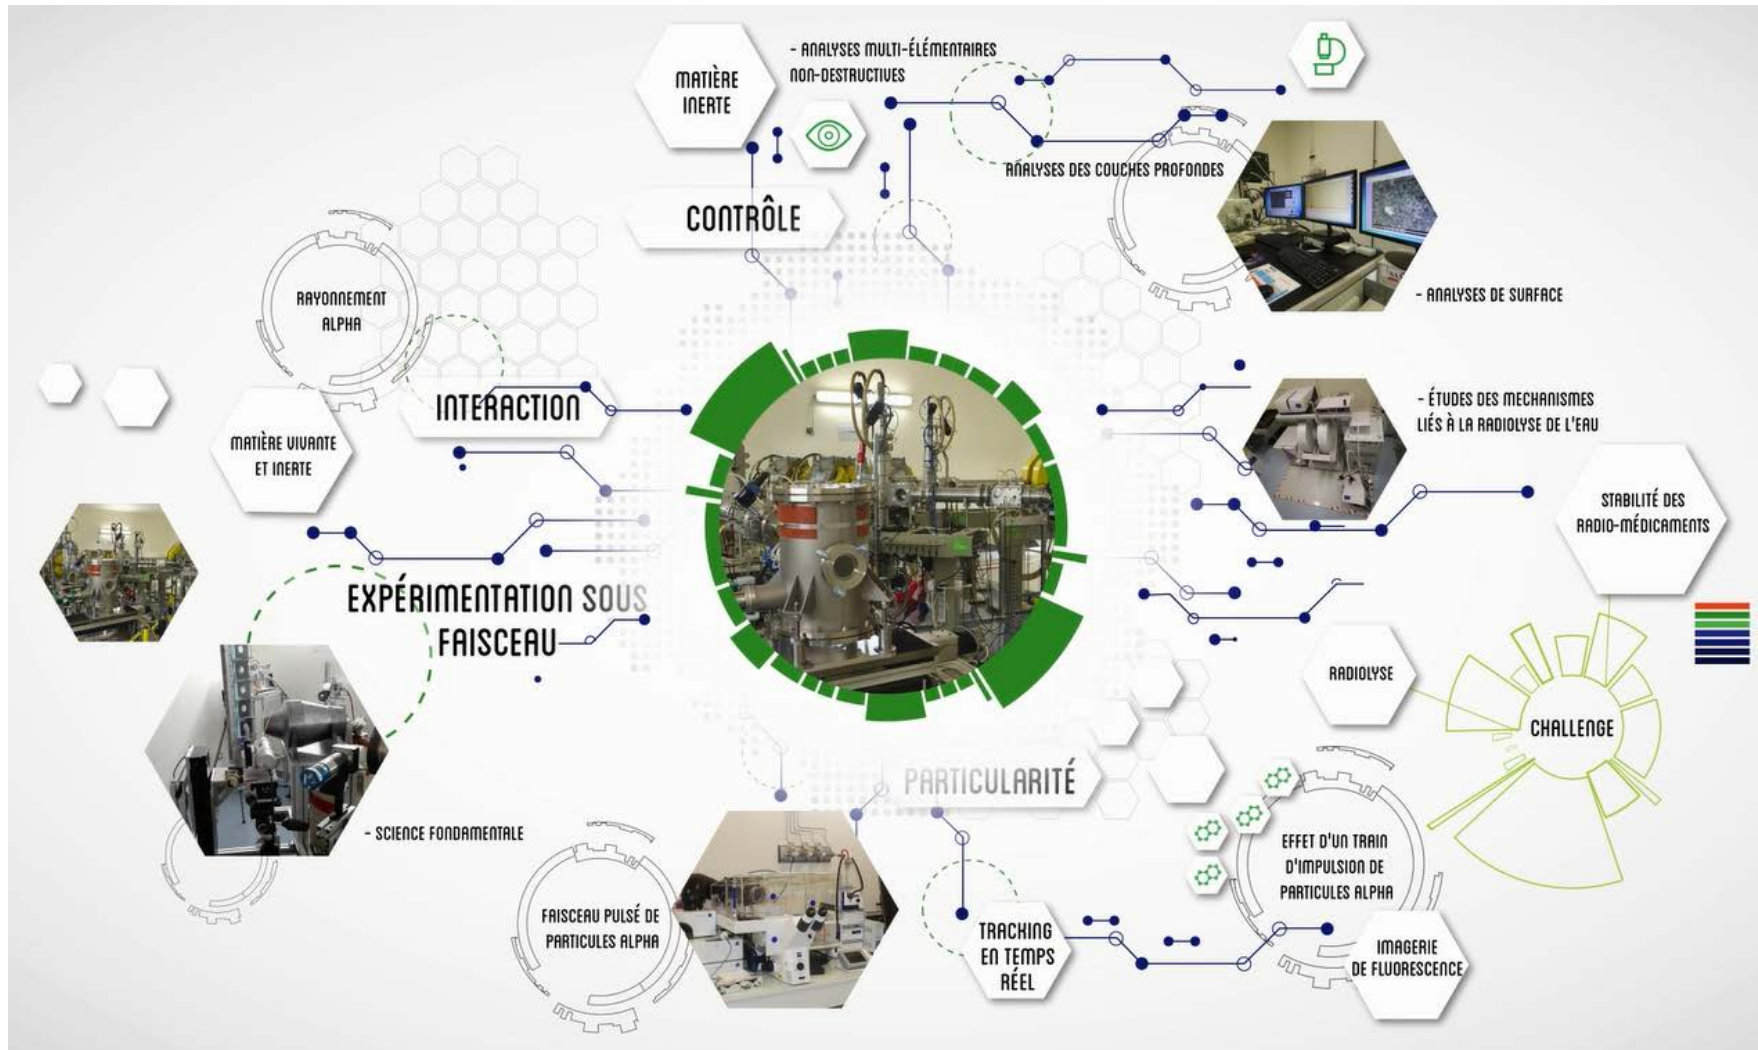 MATIÈRE
INERTE
- ANALYSES MULTI-ÉLÉMENTAIRES
NON-DESTRUCTIVES
ANALYSES DES COUCHES PROFONDES
CONTRÔLE
- ANALYSES DE SURFACE
RAYONNEMENT
ALPHA
INTERACTION
MATIÈRE VIVANTE
ET INERTE
- ÉTUDES DES MECHANISMES
LIÉS À LA RADIOLYSE DE L'EAU
STABILITÉ DES
RADIO-MÉDICAMENTS
EXPÉRIMENTATION SOUS
FAISCEAU
RADIOLYSE
CHALLENGE
PARTICULARITÉ
- SCIENCE FONDAMENTALE
EFFET D'UN TRAIN
D'IMPULSION DE
PARTICULES ALPHA
FAISCEAU PULSÉ DE
PARTICULES ALPHA
TRACKING
EN TEMPS
RÉEL
IMAGERIE
DE FLUORESCENCE